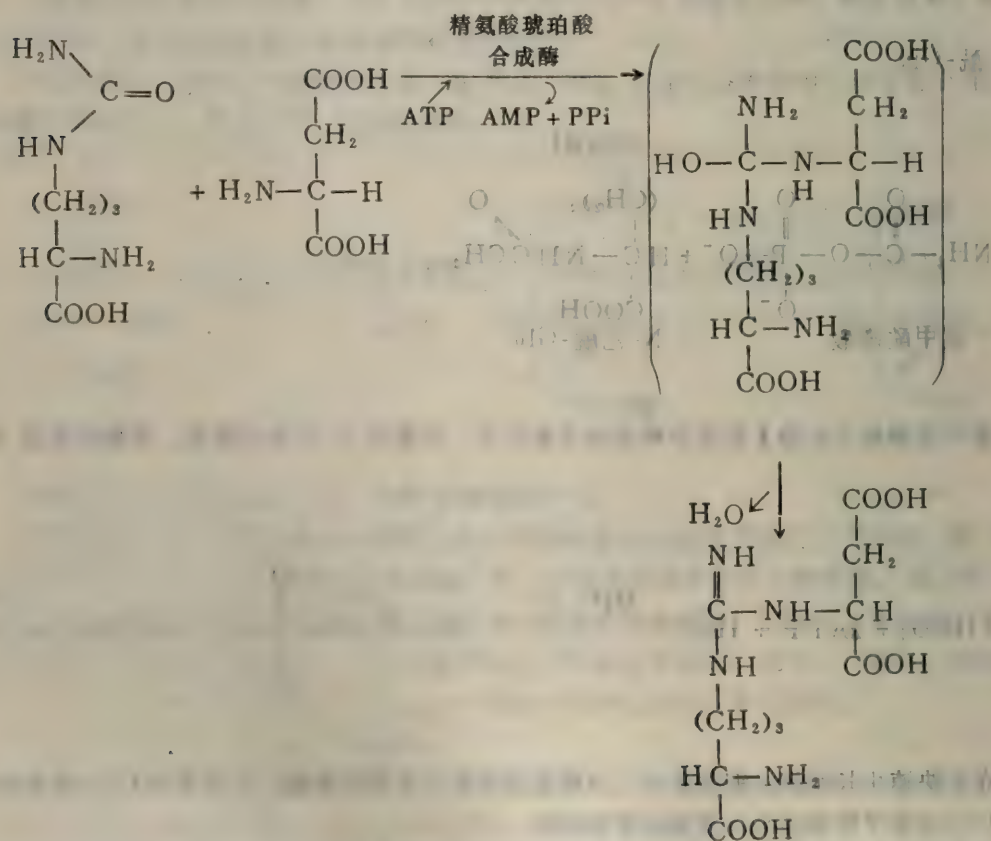 精氨酸琥珀酸
合成酶
ATP AMP + PPi
H₂N
C=O
HN
(CH₂)₃
HC—NH₂
COOH
+
COOH
CH₂
H₂N—C—H
COOH
COOH
NH₂ CH₂
HO—C—N—C—H
H
HN COOH
(CH₂)₃
HC—NH₂
COOH
H₂O
NH COOH
CH₂
C—NH—CH
NH COOH
(CH₂)₃
HC—NH₂
COOH